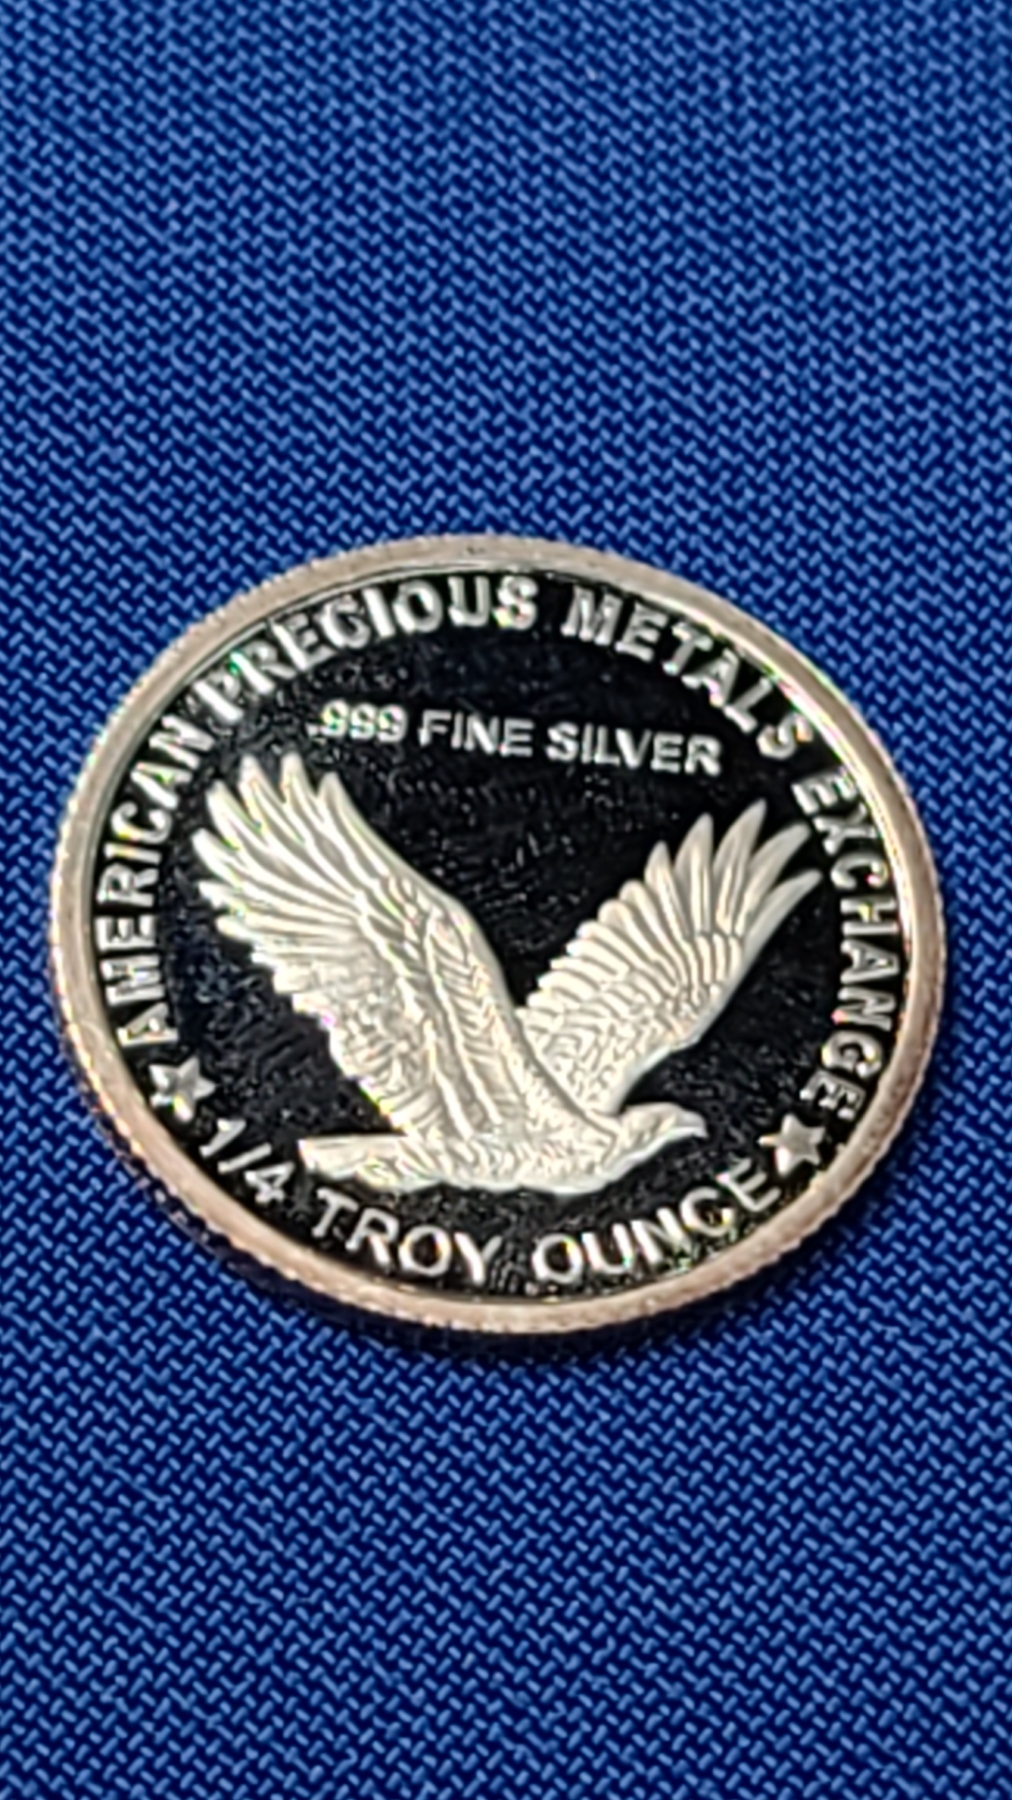 AMERICAN PRECIOUS METALS EXCHANGE
.999 FINE SILVER
1/4 TROY OUNCE